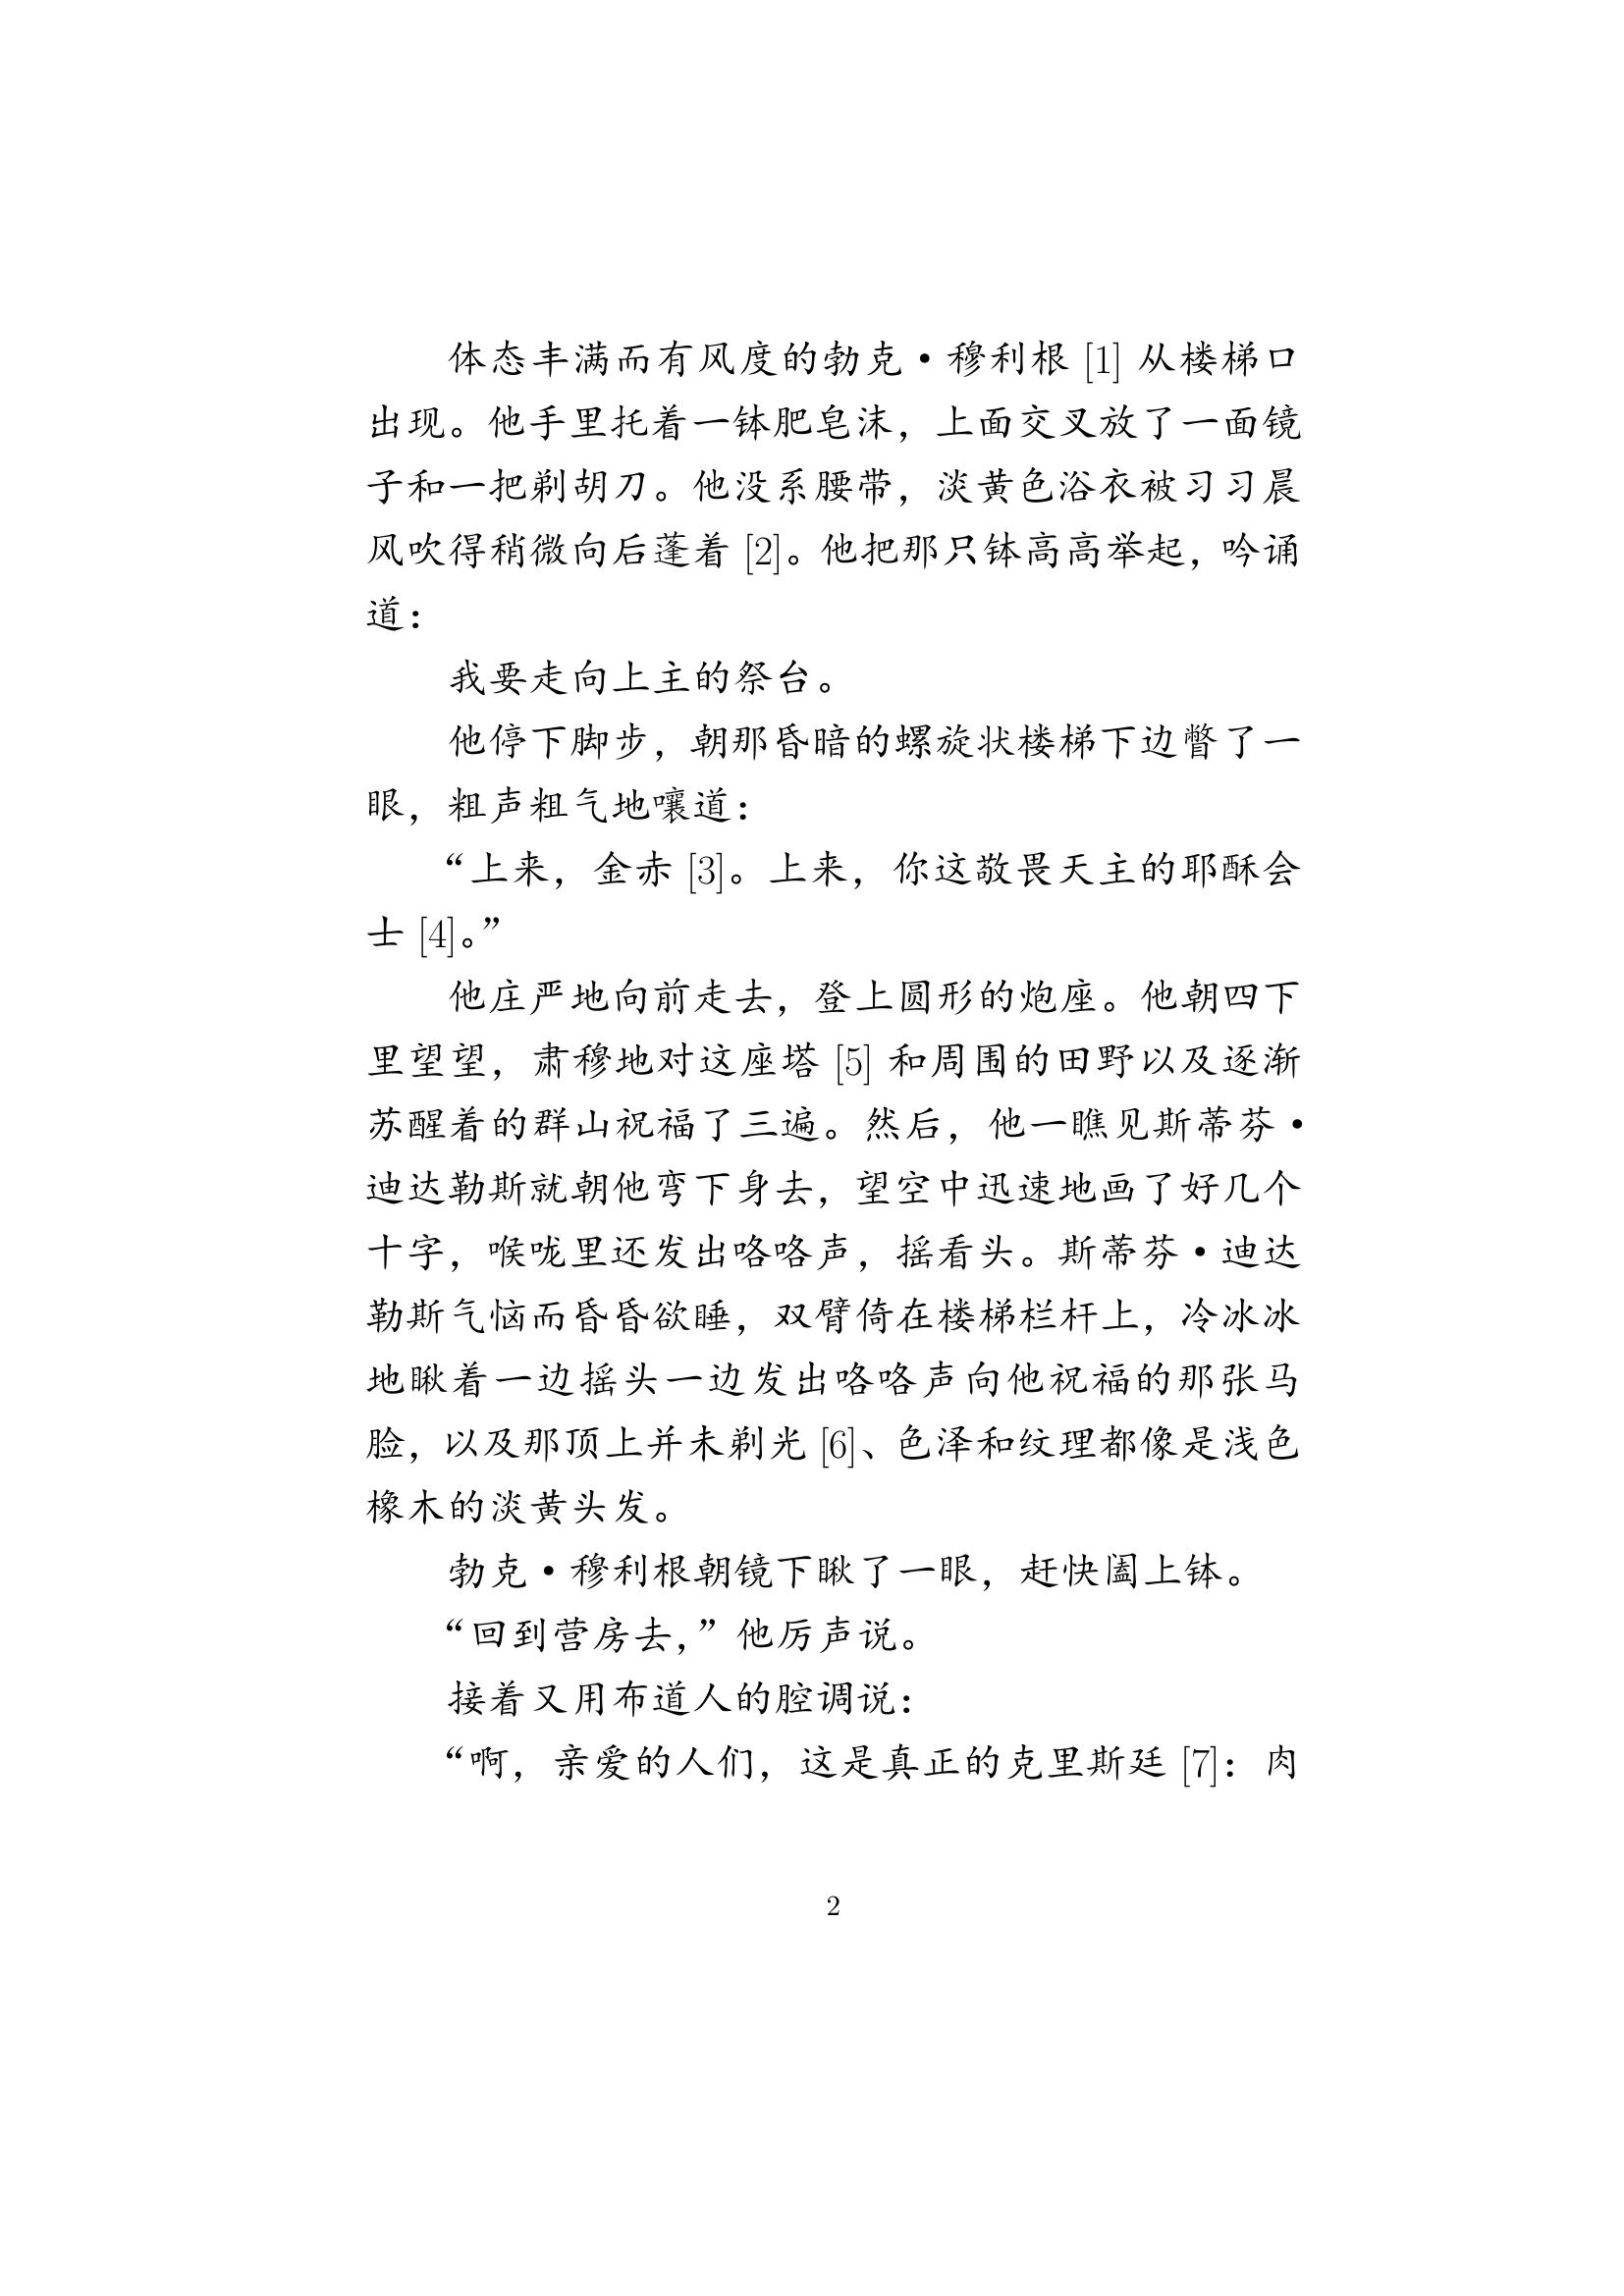 体态丰满而有风度的勃克·穆利根 [1] 从楼梯口
出现。他手里托着一钵肥皂沫，上面交叉放了一面镜
子和一把剃胡刀。他没系腰带，淡黄色浴衣被习习晨
风吹得稍微向后蓬着 [2]。他把那只钵高高举起，吟诵
道：
我要走向上主的祭台。
他停下脚步，朝那昏暗的螺旋状楼梯下边瞥了一
眼，粗声粗气地嚷道：
“上来，金赤 [3]。上来，你这敬畏天主的耶酥会
士 [4]。”
他庄严地向前走去，登上圆形的炮座。他朝四下
里望望，肃穆地对这座塔 [5] 和周围的田野以及逐渐
苏醒着的群山祝福了三遍。然后，他一瞧见斯蒂芬·
迪达勒斯就朝他弯下身去，望空中迅速地画了好几个
十字，喉咙里还发出咯咯声，摇看头。斯蒂芬·迪达
勒斯气恼而昏昏欲睡，双臂倚在楼梯栏杆上，冷冰冰
地瞅着一边摇头一边发出咯咯声向他祝福的那张马
脸，以及那顶上并未剃光 [6]、色泽和纹理都像是浅色
橡木的淡黄头发。
勃克·穆利根朝镜下瞅了一眼，赶快阖上钵。
“回到营房去，”他厉声说。
接着又用布道人的腔调说：
“啊，亲爱的人们，这是真正的克里斯廷 [7]：肉
2